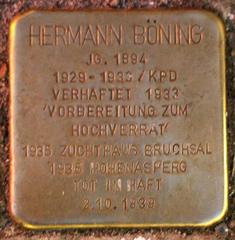 HERMANN BÖNING
JG. 1894
1929 - 1933 / KPD
VERHAFTET 1933
'VORBEREITUNG ZUM
HOCHVERRAT'
1935 ZUCHTHAUS BRUCHSAL
1935 HOHENASPERG
TOT IN HAFT
2.10.1939